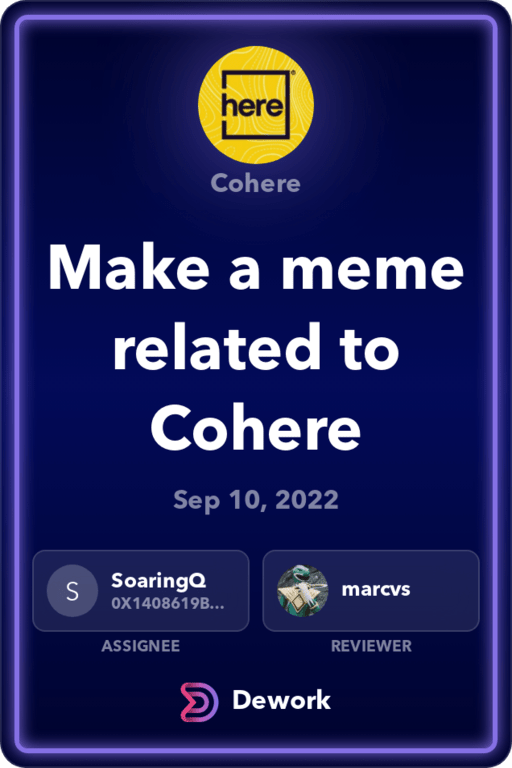 here
Cohere
Make a meme
related to
Cohere
Sep 10, 2022
S
SoaringQ
0X1408619B...
marcvs
ASSIGNEE
REVIEWER
Dework